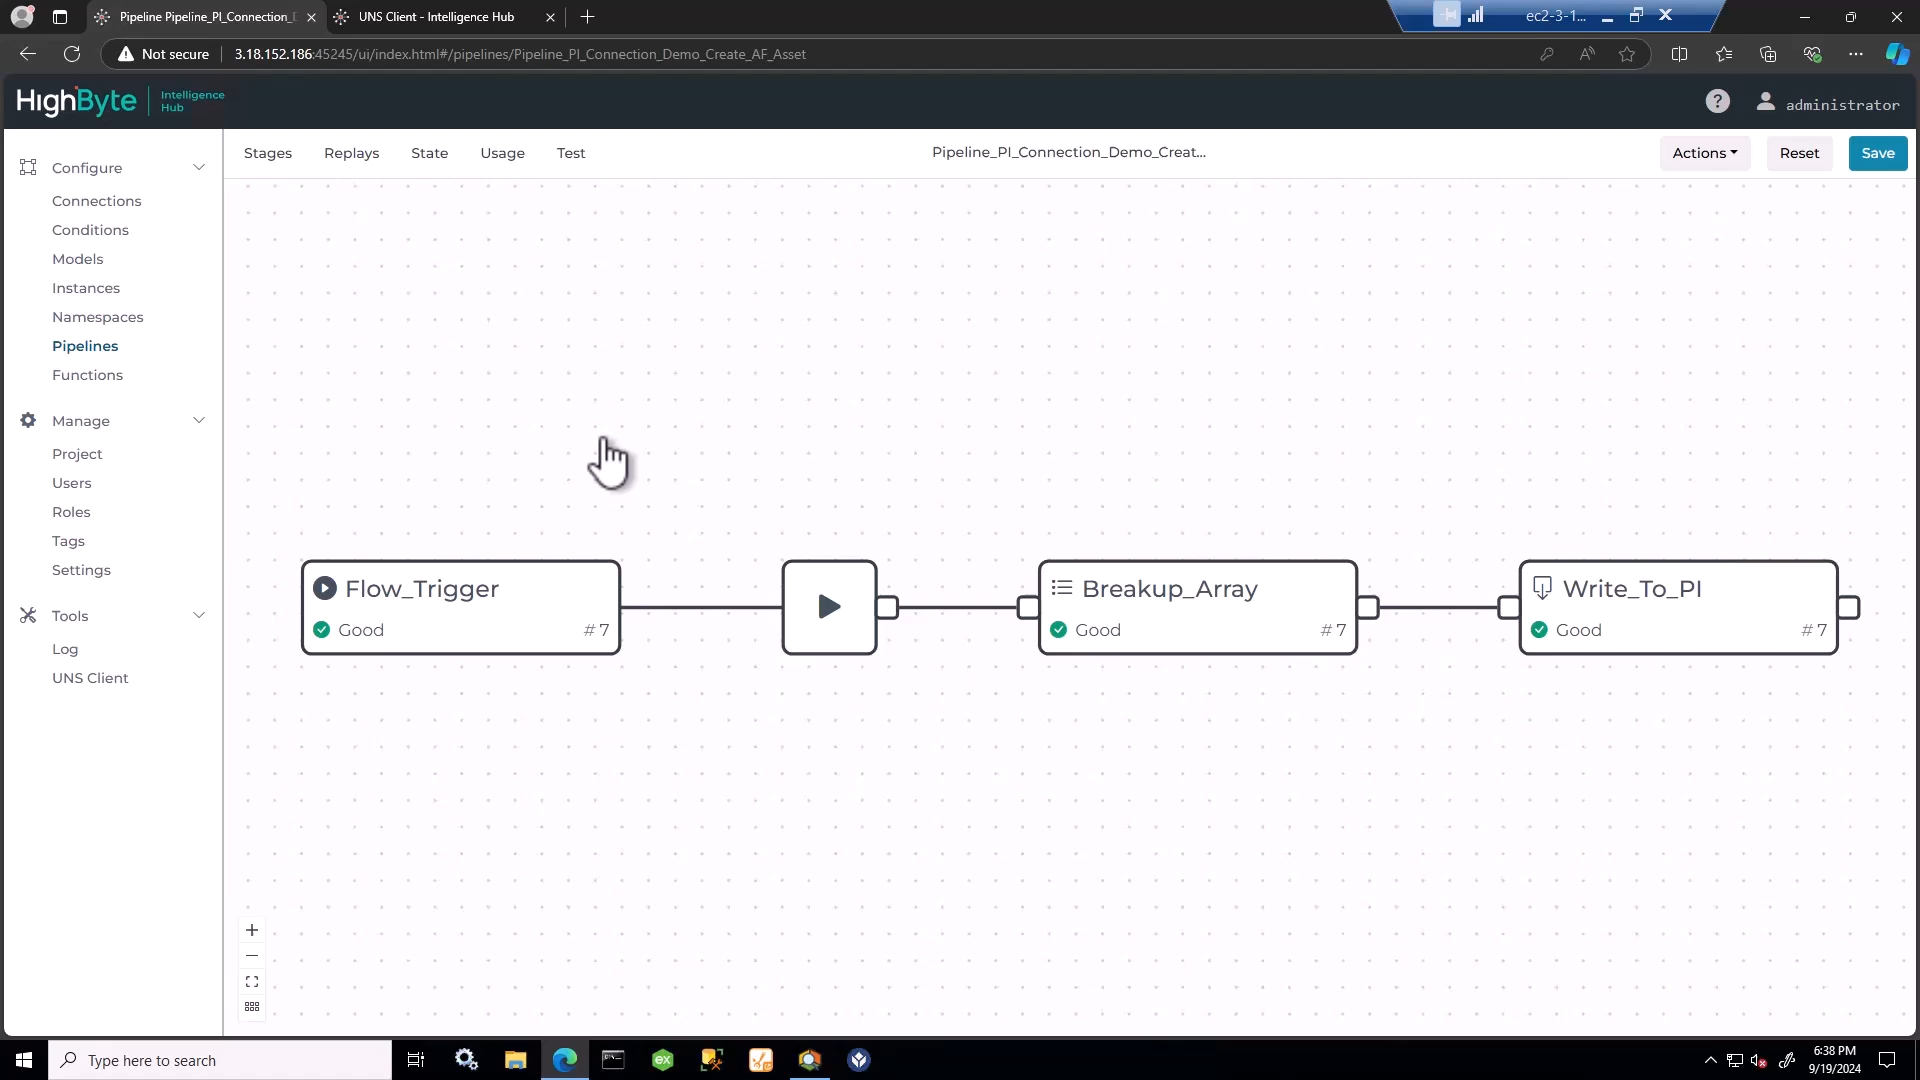 Pipeline Pipeline_PI_Connection_D
UNS Client - Intelligence Hub
ec2-3-1...
Not secure
3.18.152.186:45245/ui/index.html#/pipelines/Pipeline_PI_Connection_Demo_Create_AF_Asset
HighByte
Intelligence
Hub
administrator
Configure
Connections
Conditions
Models
Instances
Namespaces
Pipelines
Functions
Manage
Project
Users
Roles
Tags
Settings
Tools
Log
UNS Client
Stages
Replays
State
Usage
Test
Pipeline_PI_Connection_Demo_Creat...
Actions
Reset
Save
Flow_Trigger
Good
# 7
Breakup_Array
Good
# 7
Write_To_PI
Good
# 7
Type here to search
ex
6:38 PM
9/19/2024